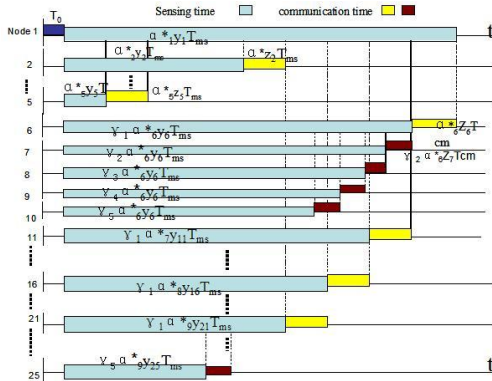 Sensing time communication time
T₀
Node 1 α*₁y₁Tₘₛ t
2 α*₂y₂Tₘₛ α*z₂Tₘₛ
5 α*₅y₅Tₘₛ α*₅z₅Tₘₛ
6 γ₁α*₆y₆Tₘₛ α*₆Z₆T
cm
7 γ₂α*₆y₆Tₘₛ γ₂α*₆Z₇Tcm
8 γ₃α*₆y₆Tₘₛ
9 γ₄α*₆y₆Tₘₛ
10 γ₅α*₆y₆Tₘₛ
11 γ₁α*₇y₁₁Tₘₛ
16 γ₁α*₈y₁₆Tₘₛ
21 γ₁α*₉y₂₁Tₘₛ
25 γ₅α*₉y₂₅Tₘₛ t